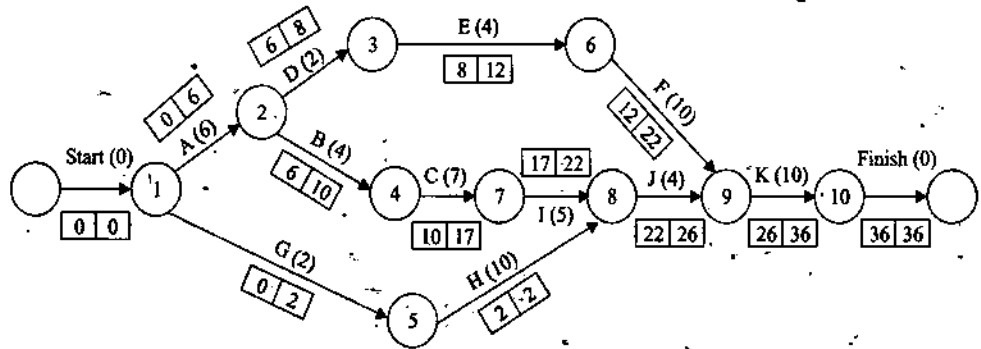 Start (0)
0 0
1
A (6)
0 6
2
D (2)
6 8
3
E (4)
8 12
6
F (10)
12 22
B (4)
6 10
4
C (7)
10 17
7
17 22
I (5)
8
J (4)
22 26
9
K (10)
26 36
10
Finish (0)
36 36
G (2)
0 2
5
H (10)
2 2